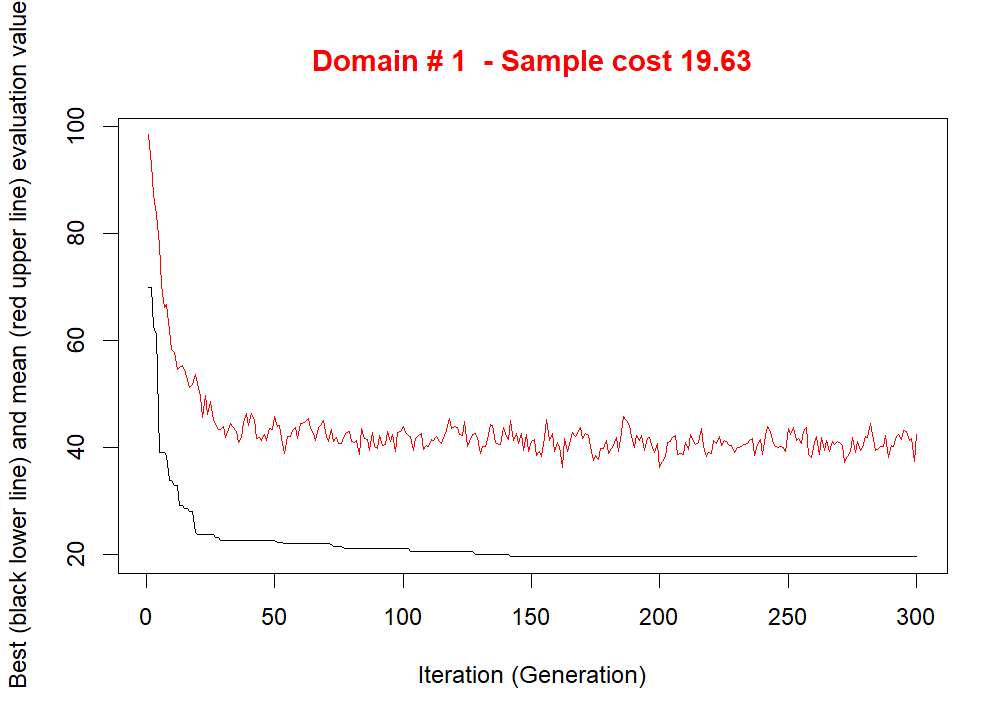 Domain # 1  - Sample cost 19.63
Best (black lower line) and mean (red upper line) evaluation value
100
80
60
40
20
0 50 100 150 200 250 300
Iteration (Generation)